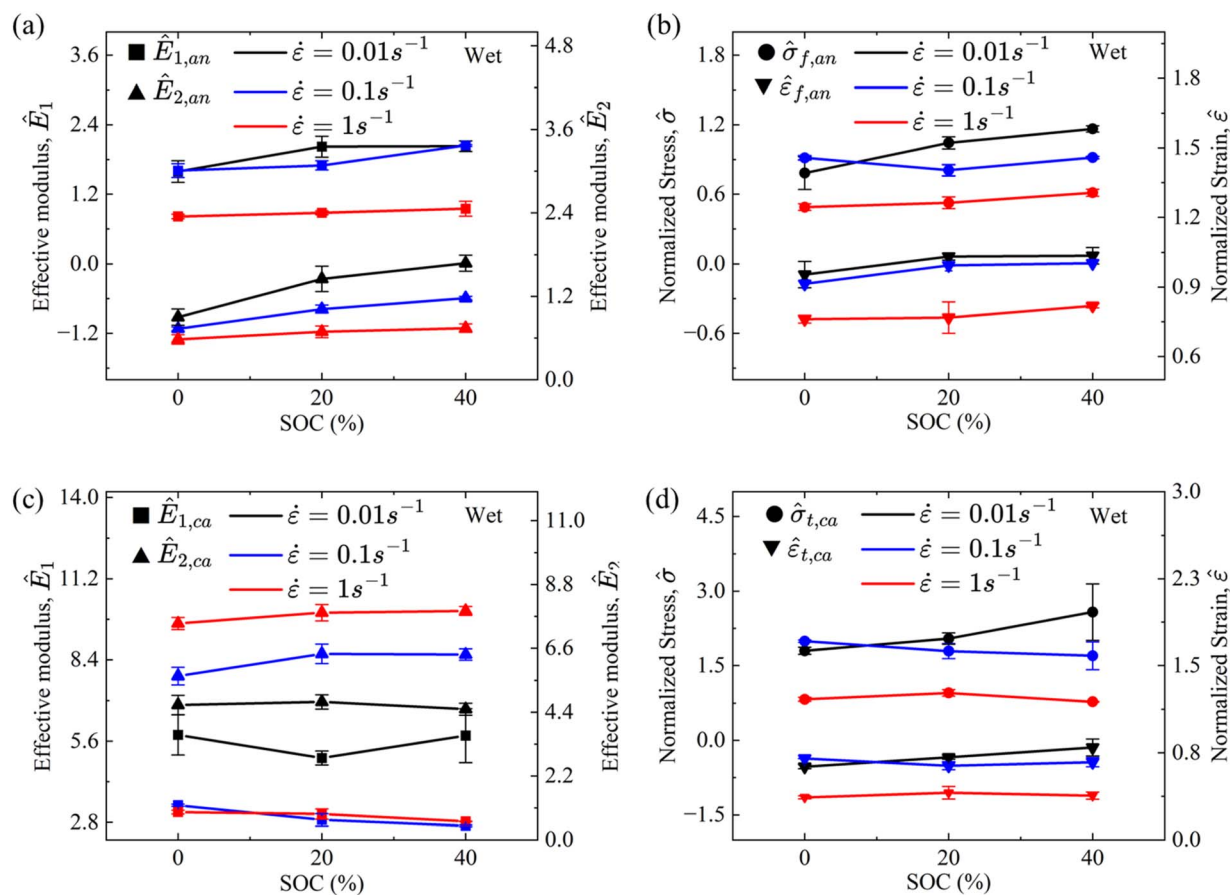 (a)
Ê1,an
ε̇ = 0.01s⁻¹
Wet
Ê2,an
ε̇ = 0.1s⁻¹
ε̇ = 1s⁻¹
Effective modulus, Ê1
3.6
2.4
1.2
0.0
−1.2
Effective modulus, Ê2
4.8
3.6
2.4
1.2
0.0
0
20
40
SOC (%)
(b)
σ̂f,an
ε̇ = 0.01s⁻¹
Wet
ε̂f,an
ε̇ = 0.1s⁻¹
ε̇ = 1s⁻¹
Normalized Stress, σ̂
1.8
1.2
0.6
0.0
−0.6
Normalized Strain, ε̂
1.8
1.5
1.2
0.9
0.6
0
20
40
SOC (%)
(c)
Ê1,ca
ε̇ = 0.01s⁻¹
Wet
Ê2,ca
ε̇ = 0.1s⁻¹
ε̇ = 1s⁻¹
Effective modulus, Ê1
14.0
11.2
8.4
5.6
2.8
Effective modulus, Ê2
11.0
8.8
6.6
4.4
2.2
0.0
0
20
40
SOC (%)
(d)
σ̂t,ca
ε̇ = 0.01s⁻¹
Wet
ε̂t,ca
ε̇ = 0.1s⁻¹
ε̇ = 1s⁻¹
Normalized Stress, σ̂
4.5
3.0
1.5
0.0
−1.5
Normalized Strain, ε̂
3.0
2.3
1.5
0.8
0.0
0
20
40
SOC (%)